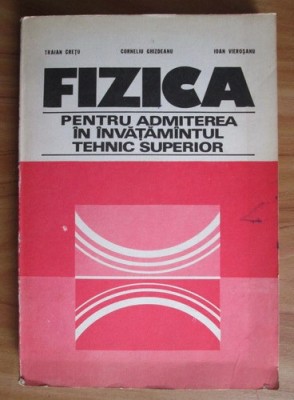 TRAIAN CREȚU CORNELIU GHIZDEANU IOAN VIEROȘANU
FIZICA
PENTRU ADMITEREA
ÎN ÎNVĂȚĂMÎNTUL
TEHNIC SUPERIOR